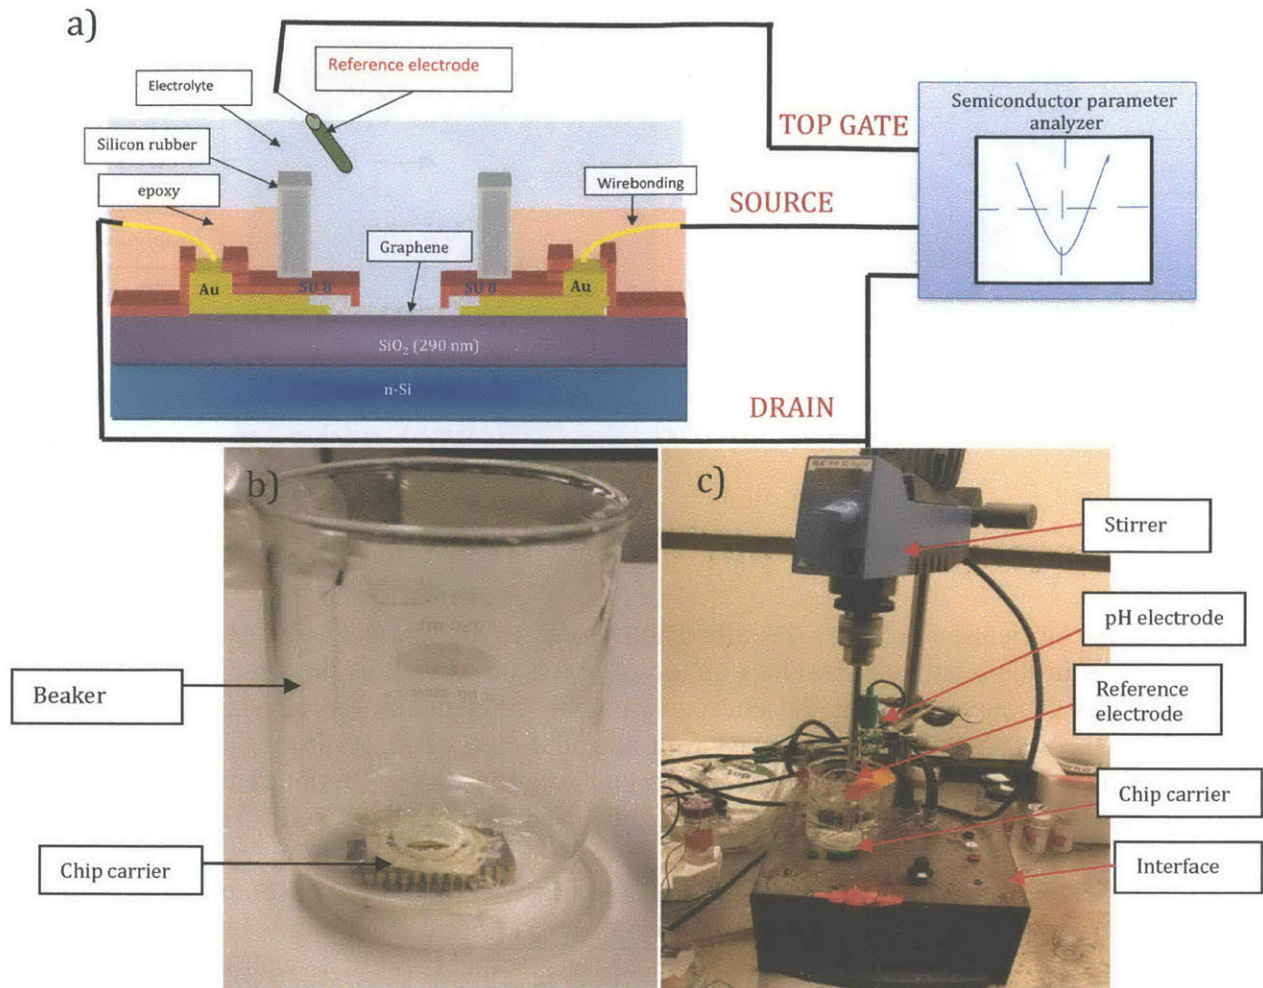 a)
Reference electrode
Electrolyte
Silicon rubber
epoxy
Wirebonding
Graphene
Au
SU 8
SU 8
Au
SiO₂ (290 nm)
n-Si
TOP GATE
SOURCE
DRAIN
Semiconductor parameter
analyzer
b)
Beaker
Chip carrier
c)
Stirrer
pH electrode
Reference
electrode
Chip carrier
Interface